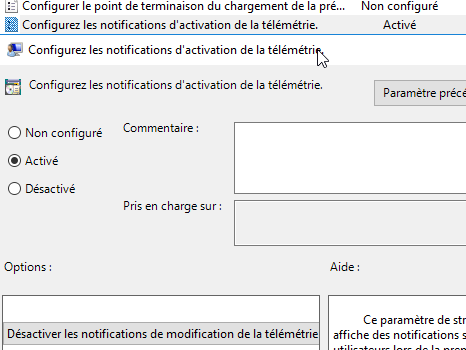 Configurer le point de terminaison du chargement de la pré... Non configuré
Configurez les notifications d'activation de la télémétrie. Activé
Configurez les notifications d'activation de la télémétrie.
Configurez les notifications d'activation de la télémétrie.
Paramètre précé
Non configuré
Commentaire :
Activé
Désactivé
Pris en charge sur :
Options :
Aide :
Désactiver les notifications de modification de la télémétrie
Ce paramètre de str
affiche des notifications s
utilisateurs lors de la prem